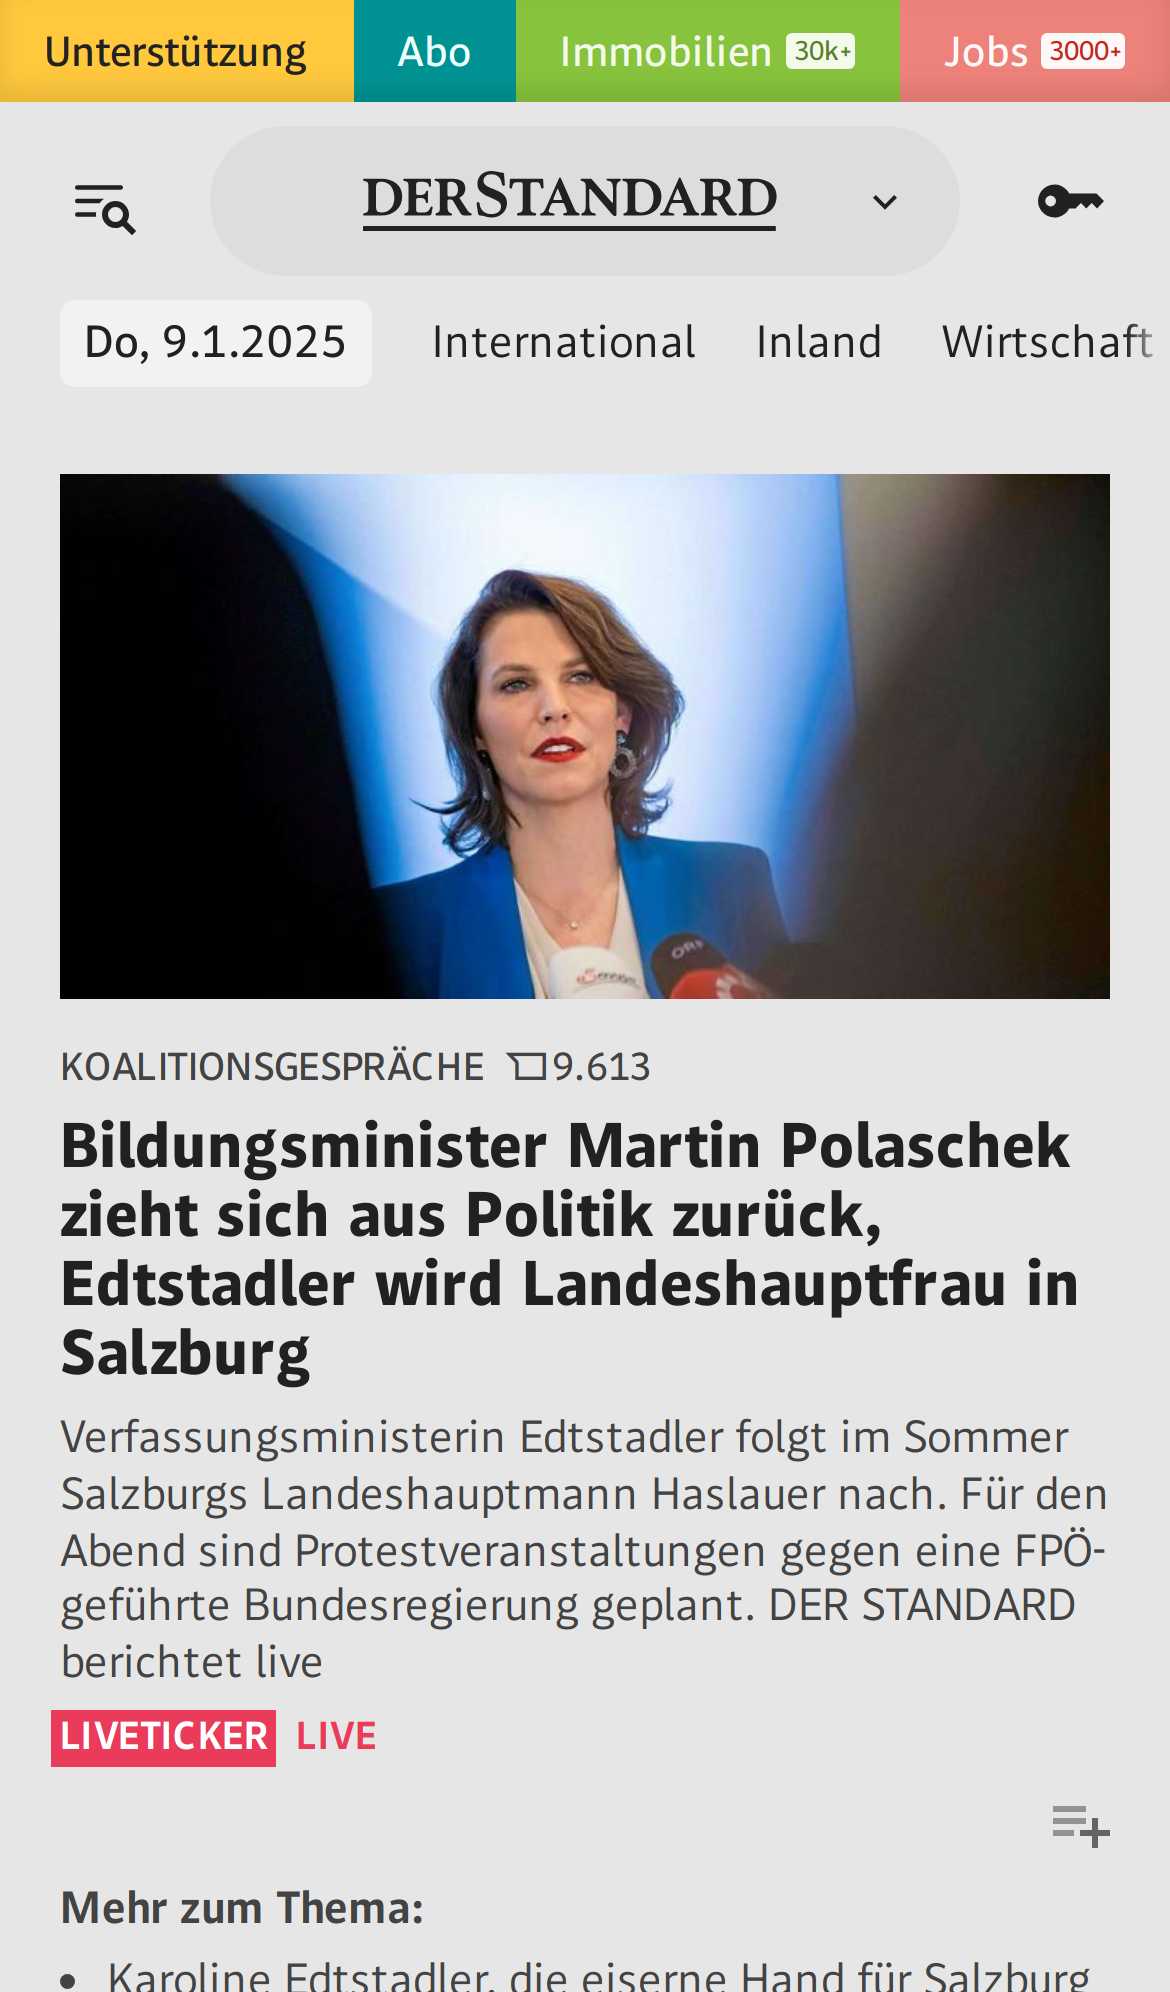 Unterstützung Abo Immobilien 30k+ Jobs 3000+
DER STANDARD
Do, 9.1.2025 International Inland Wirtschaft
ORF
KOALITIONSGESPRÄCHE 9.613
Bildungsminister Martin Polaschek
zieht sich aus Politik zurück,
Edtstadler wird Landeshauptfrau in
Salzburg
Verfassungsministerin Edtstadler folgt im Sommer
Salzburgs Landeshauptmann Haslauer nach. Für den
Abend sind Protestveranstaltungen gegen eine FPÖ-
geführte Bundesregierung geplant. DER STANDARD
berichtet live
LIVETICKER LIVE
Mehr zum Thema:
• Karoline Edtstadler, die eiserne Hand für Salzburg